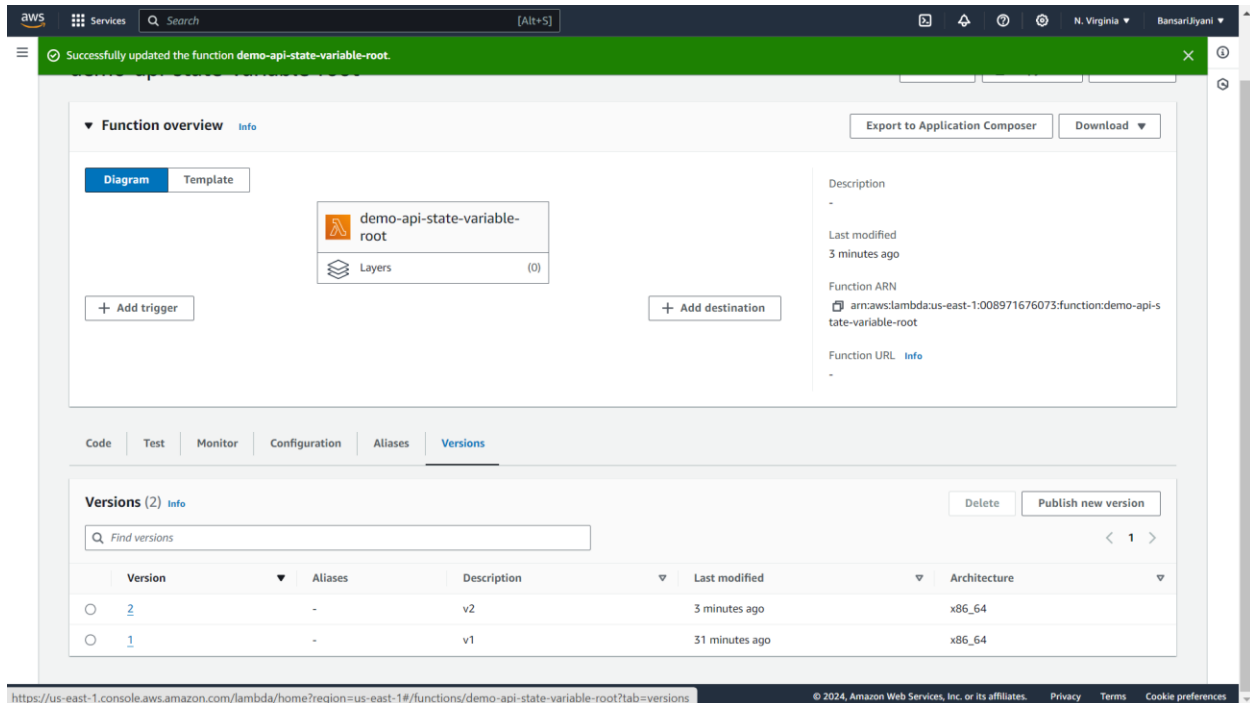 aws Services Search [Alt+S] N. Virginia ▼ BansariJiyani ▼
Successfully updated the function demo-api-state-variable-root.
demo-api-state-variable-root
▼ Function overview Info Export to Application Composer Download ▼
Diagram Template
demo-api-state-variable-
root
Layers (0)
+ Add trigger
+ Add destination
Description
-
Last modified
3 minutes ago
Function ARN
arn:aws:lambda:us-east-1:008971676073:function:demo-api-s
tate-variable-root
Function URL Info
-
Code Test Monitor Configuration Aliases Versions
Versions (2) Info Delete Publish new version
Find versions < 1 >
Version ▼ Aliases Description Last modified Architecture
2 - v2 3 minutes ago x86_64
1 - v1 31 minutes ago x86_64
https://us-east-1.console.aws.amazon.com/lambda/home?region=us-east-1#/functions/demo-api-state-variable-root?tab=versions © 2024, Amazon Web Services, Inc. or its affiliates. Privacy Terms Cookie preferences